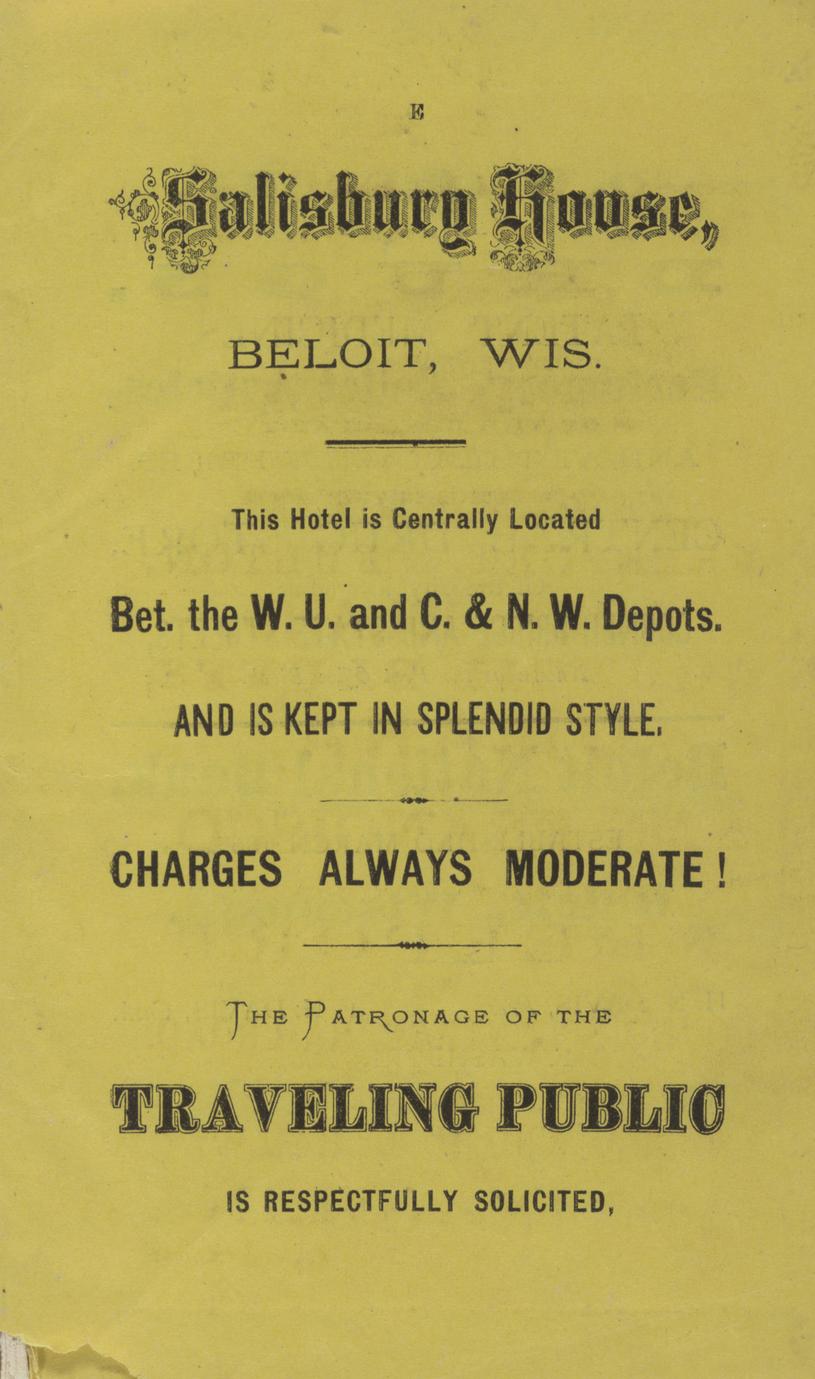 E
Salisbury House,
BELOIT, WIS.
This Hotel is Centrally Located
Bet. the W. U. and C. & N. W. Depots.
AND IS KEPT IN SPLENDID STYLE.
CHARGES ALWAYS MODERATE!
THE PATRONAGE OF THE
TRAVELING PUBLIC
IS RESPECTFULLY SOLICITED,